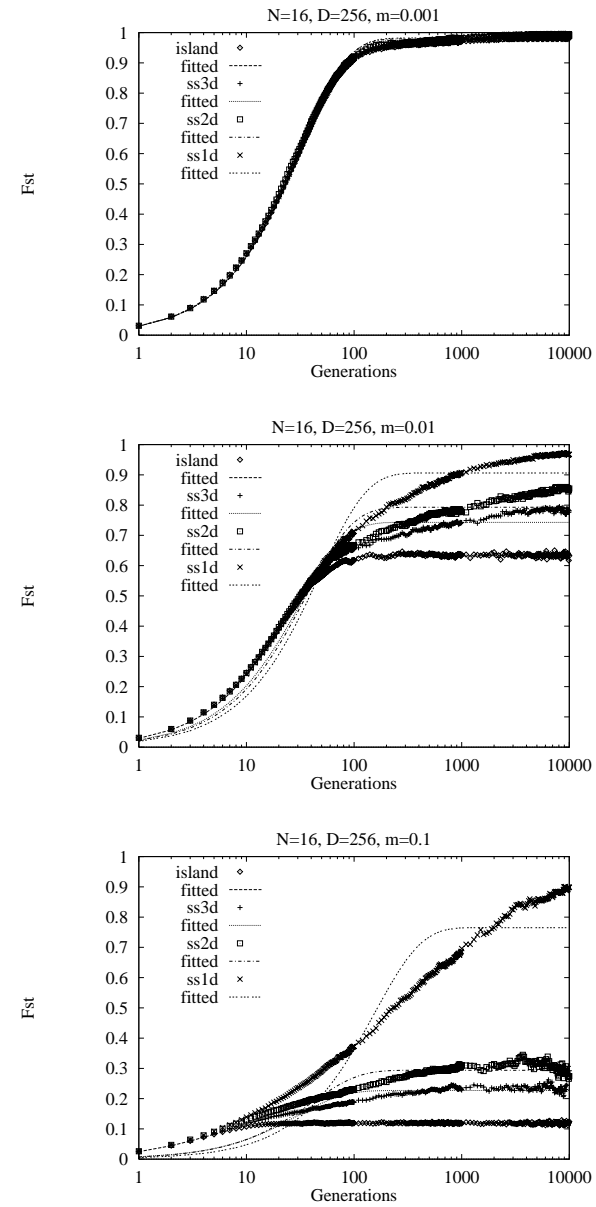 N=16, D=256, m=0.001
1
0.9
0.8
0.7
0.6
0.5
0.4
0.3
0.2
0.1
0
Fst
island
fitted
ss3d
fitted
ss2d
fitted
ss1d
fitted
1 10 100 1000 10000
Generations
N=16, D=256, m=0.01
1
0.9
0.8
0.7
0.6
0.5
0.4
0.3
0.2
0.1
0
Fst
island
fitted
ss3d
fitted
ss2d
fitted
ss1d
fitted
1 10 100 1000 10000
Generations
N=16, D=256, m=0.1
1
0.9
0.8
0.7
0.6
0.5
0.4
0.3
0.2
0.1
0
Fst
island
fitted
ss3d
fitted
ss2d
fitted
ss1d
fitted
1 10 100 1000 10000
Generations